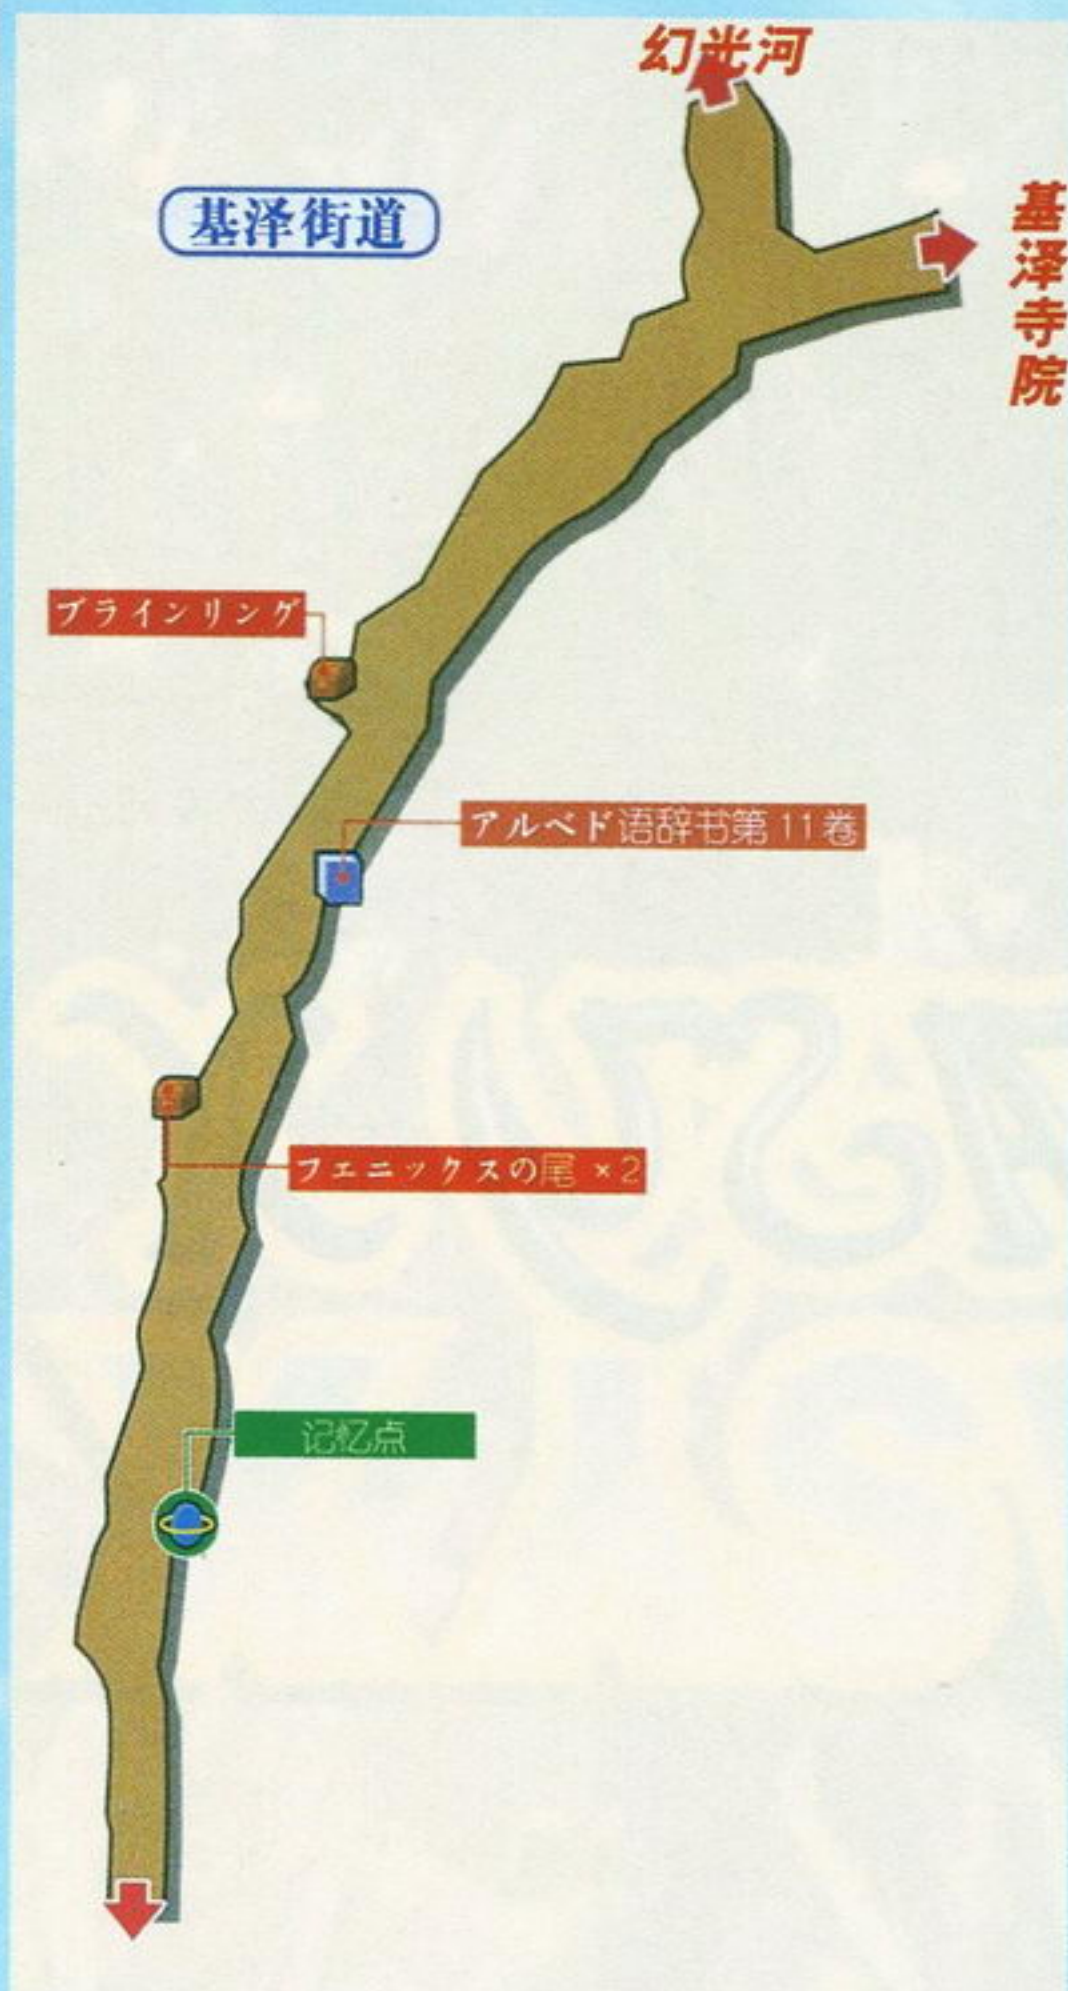 幻光河
基泽街道
基泽寺院
ブラインリング
アルベド语辞书第11卷
フェニックスの尾 ×2
记忆点